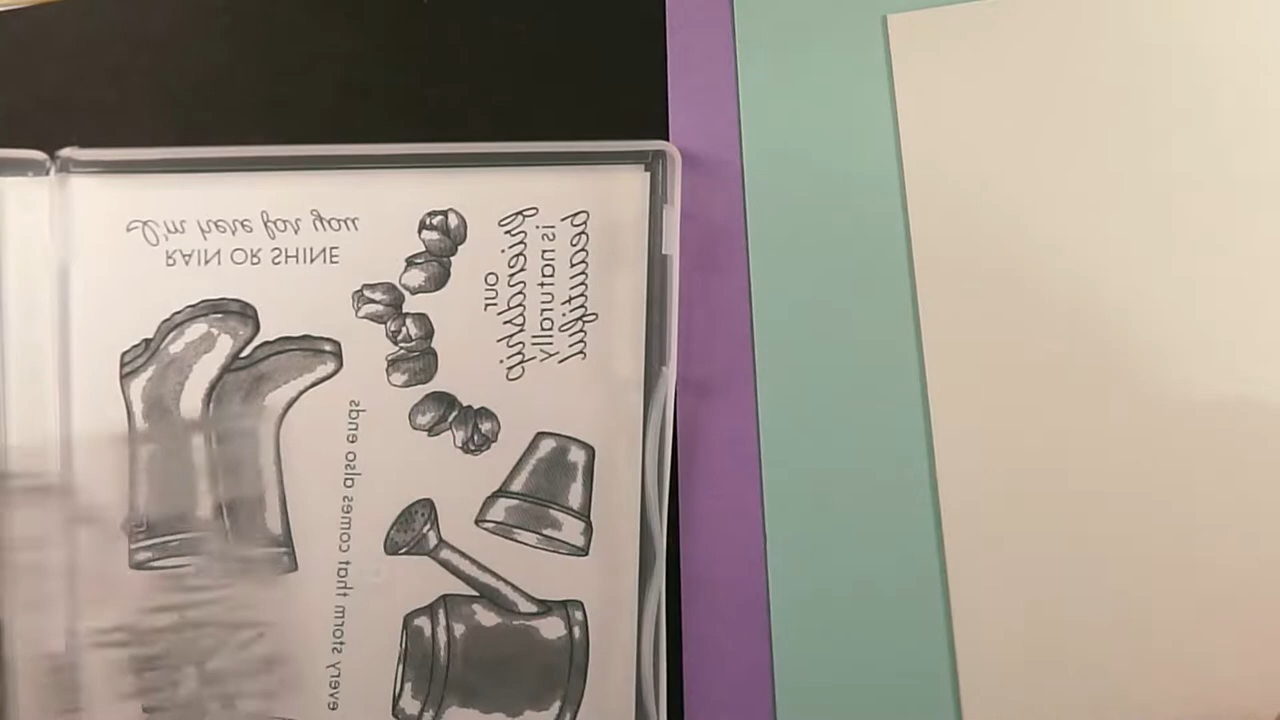 I'm here for you
RAIN OR SHINE
our
friendship
is naturally
beautiful
every storm that comes also ends